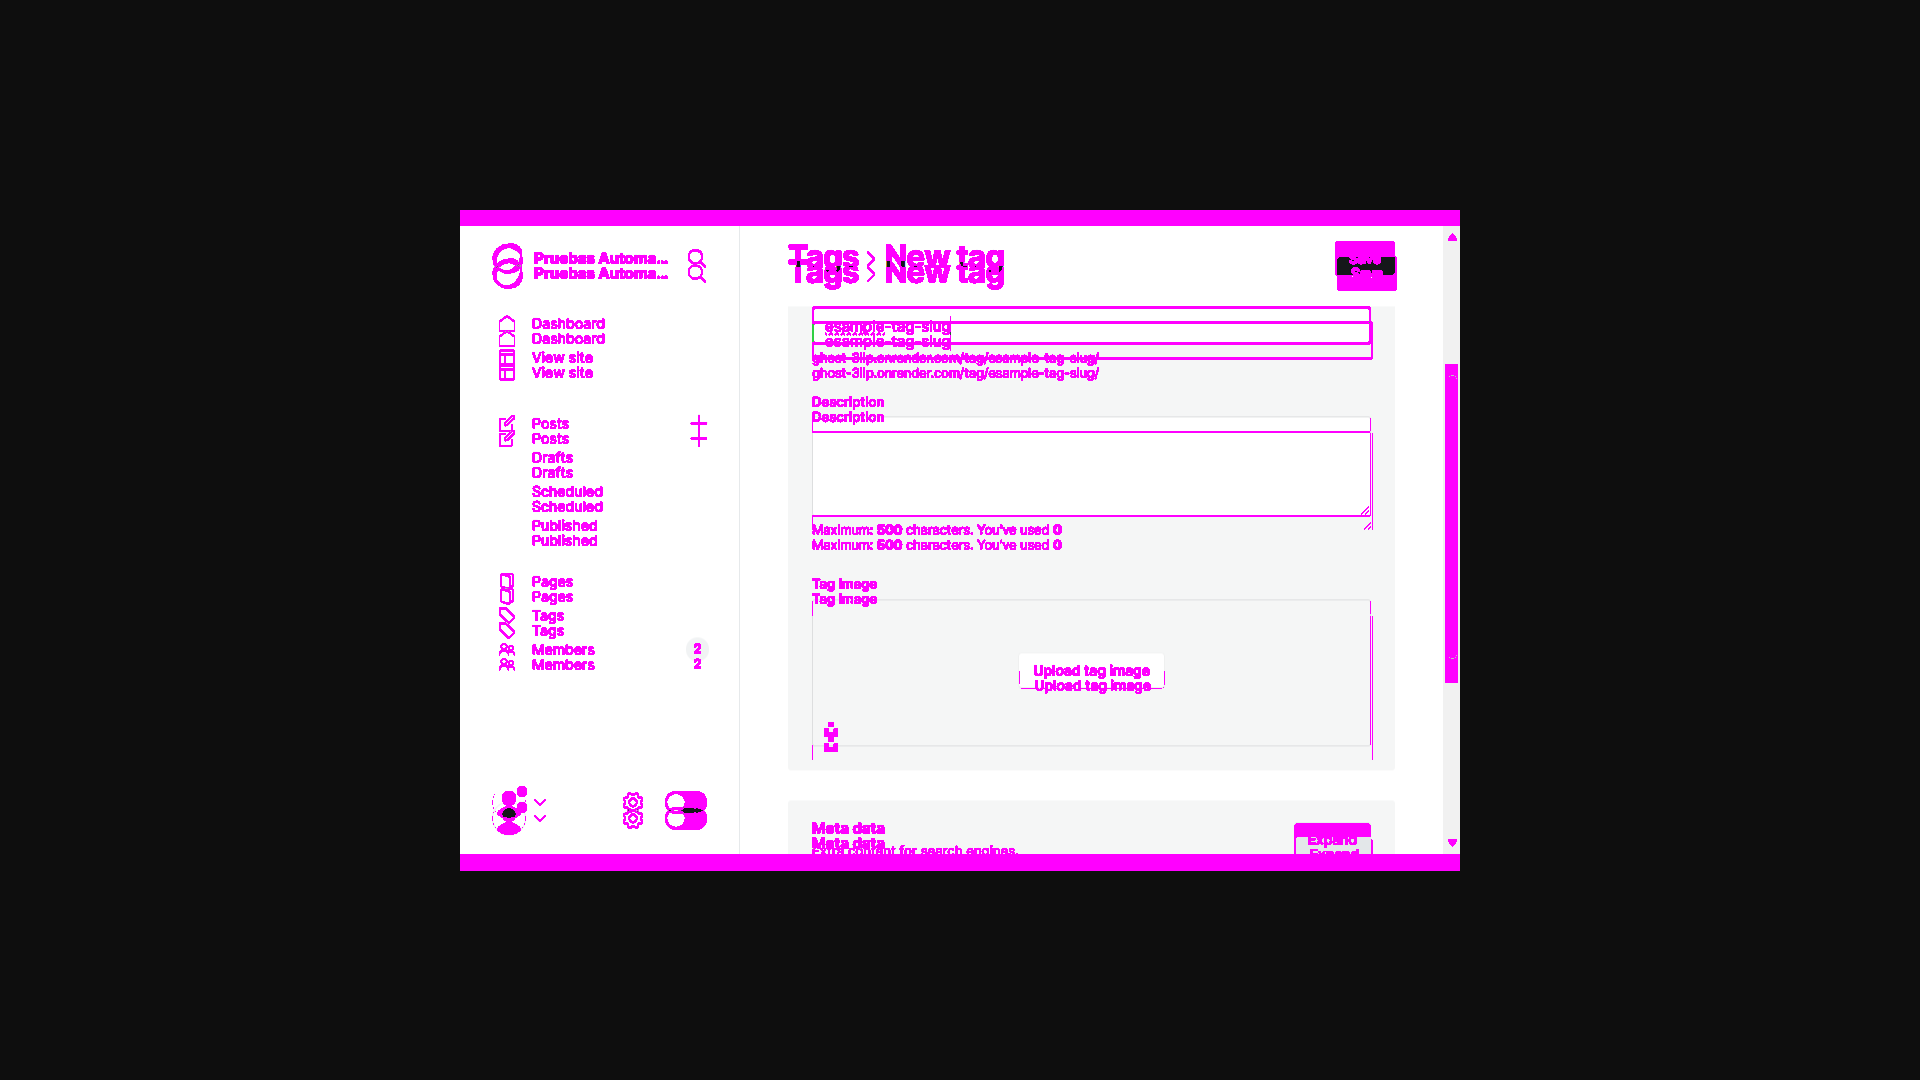 Pruebas Automa...
Pruebas Automa...
Dashboard
Dashboard
View site
View site
Posts
Posts
Drafts
Drafts
Scheduled
Scheduled
Published
Published
Pages
Pages
Tags
Tags
Members 2
Members 2
Tags New tag
Tags New tag
esample-tag-slug
esample-tag-slug
ghost-3lip.onrender.com/tag/esample-tag-slug/
ghost-3lip.onrender.com/tag/esample-tag-slug/
Description
Description
Maximum: 500 characters. You've used 0
Maximum: 500 characters. You've used 0
Tag image
Tag image
Upload tag image
Upload tag image
Meta data Expand
Meta data
Extra content for search engines. Expand